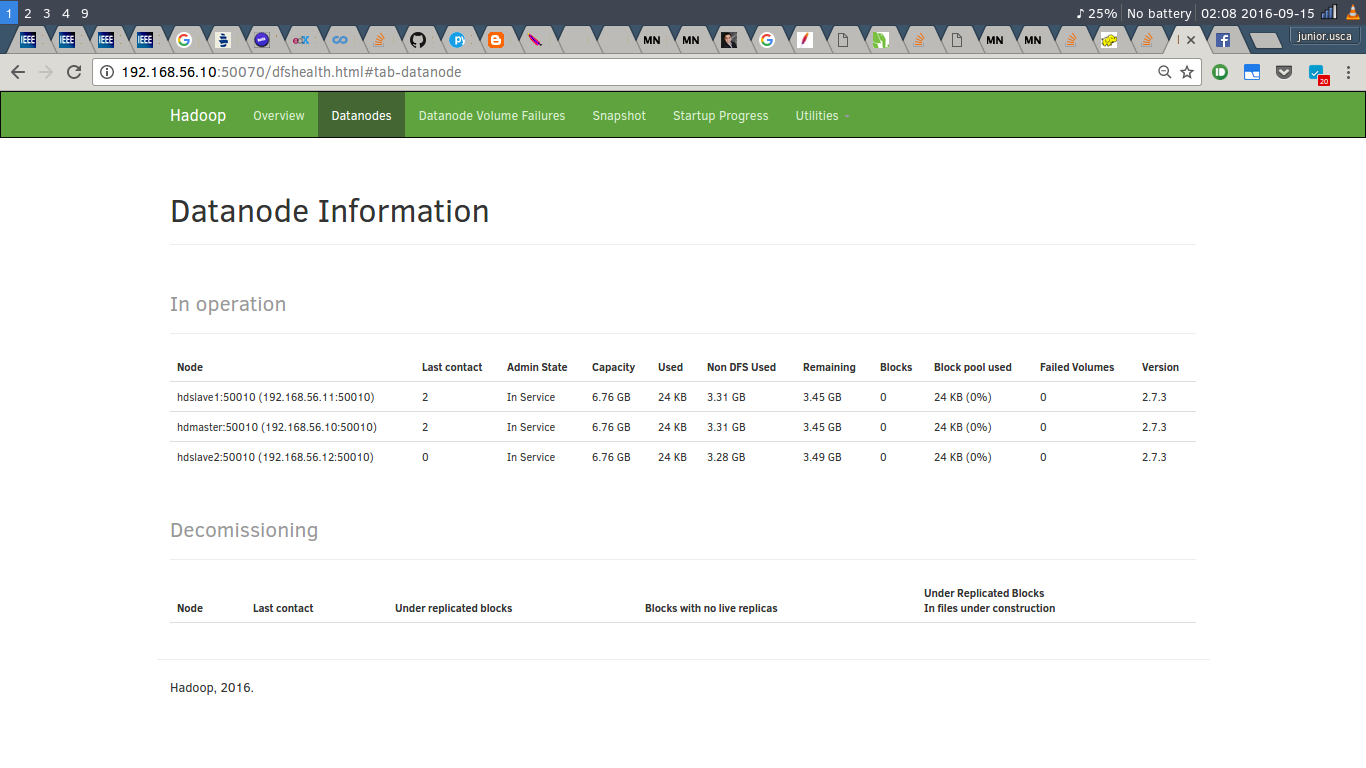 1 2 3 4 9 ♪ 25% No battery 02:08 2016-09-15
IEEE IEEE IEEE IEEE MN MN MN MN junior.usca
192.168.56.10:50070/dfshealth.html#tab-datanode 20
Hadoop Overview Datanodes Datanode Volume Failures Snapshot Startup Progress Utilities
Datanode Information
In operation
Node Last contact Admin State Capacity Used Non DFS Used Remaining Blocks Block pool used Failed Volumes Version
hdslave1:50010 (192.168.56.11:50010) 2 In Service 6.76 GB 24 KB 3.31 GB 3.45 GB 0 24 KB (0%) 0 2.7.3
hdmaster:50010 (192.168.56.10:50010) 2 In Service 6.76 GB 24 KB 3.31 GB 3.45 GB 0 24 KB (0%) 0 2.7.3
hdslave2:50010 (192.168.56.12:50010) 0 In Service 6.76 GB 24 KB 3.28 GB 3.49 GB 0 24 KB (0%) 0 2.7.3
Decomissioning
Node Last contact Under replicated blocks Blocks with no live replicas Under Replicated Blocks
In files under construction
Hadoop, 2016.